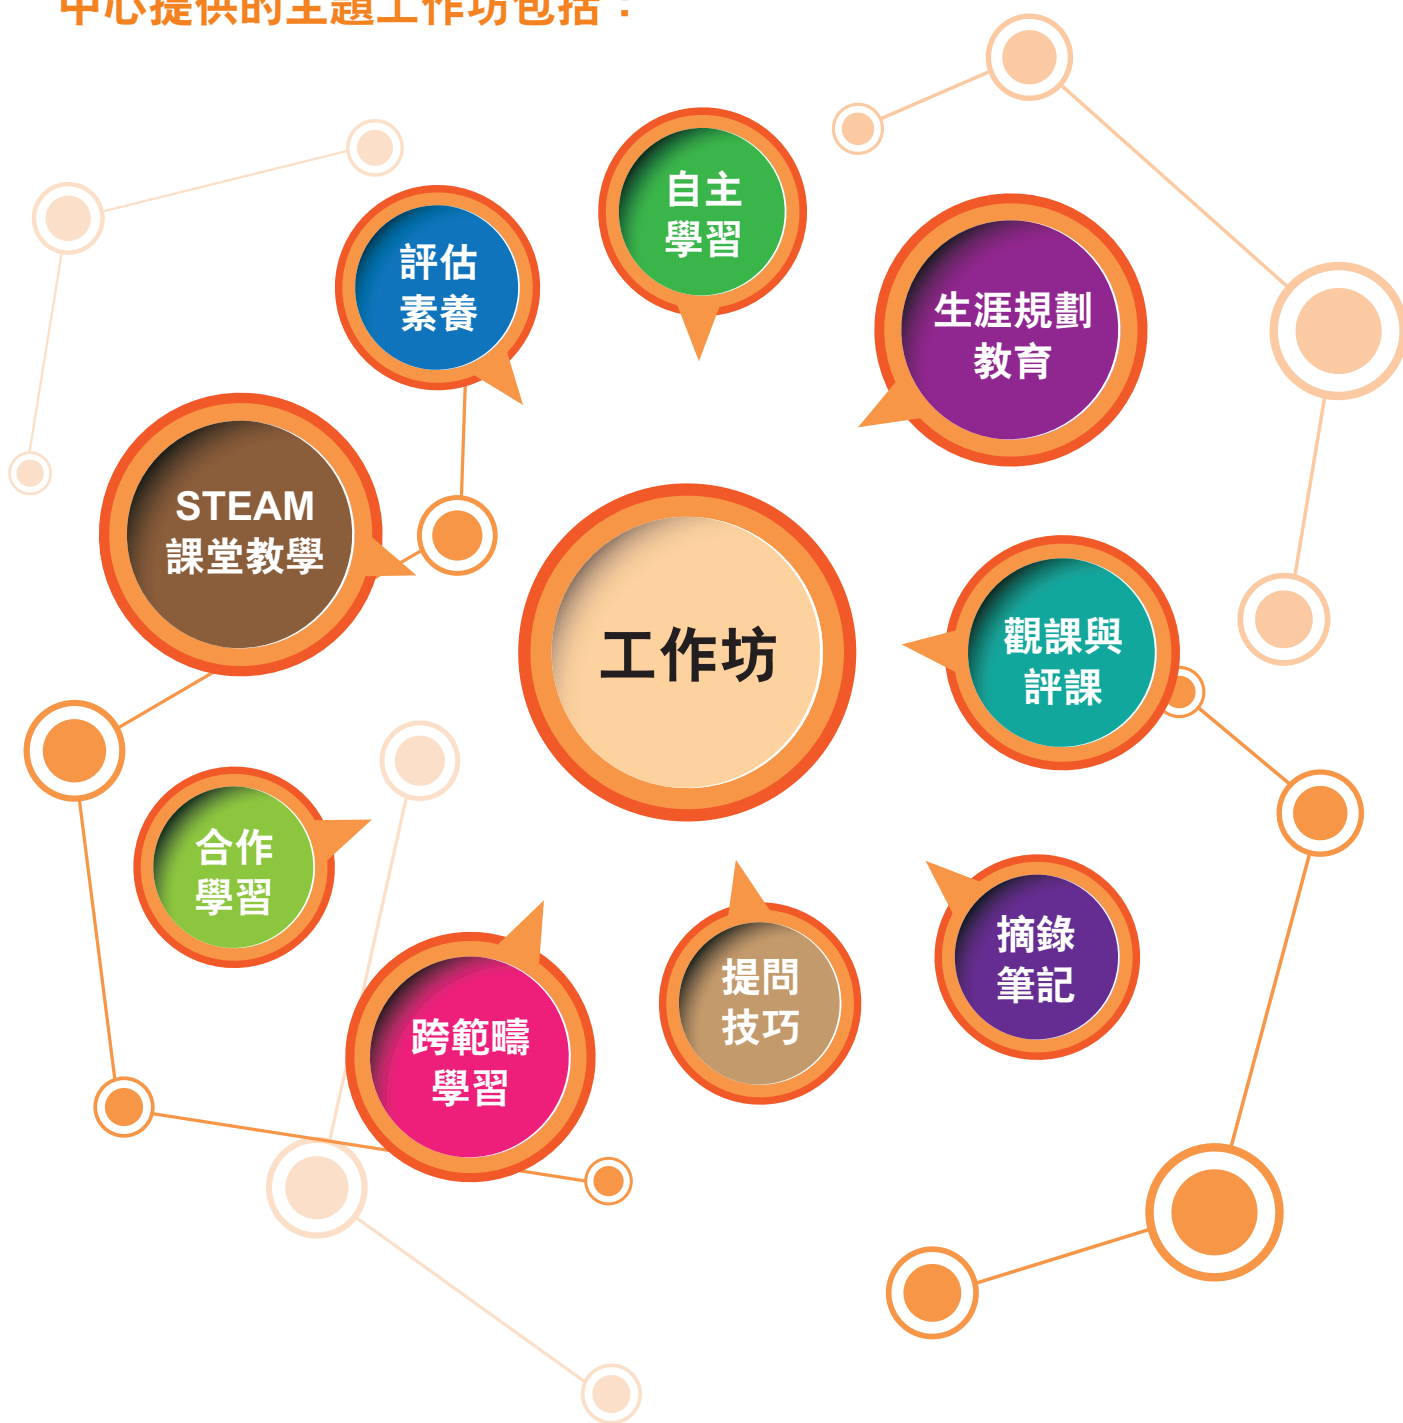 中心提供的主題工作坊包括：
自主
學習
評估
素養
生涯規劃
教育
STEAM
課堂教學
工作坊
觀課與
評課
合作
學習
摘錄
筆記
提問
技巧
跨範疇
學習